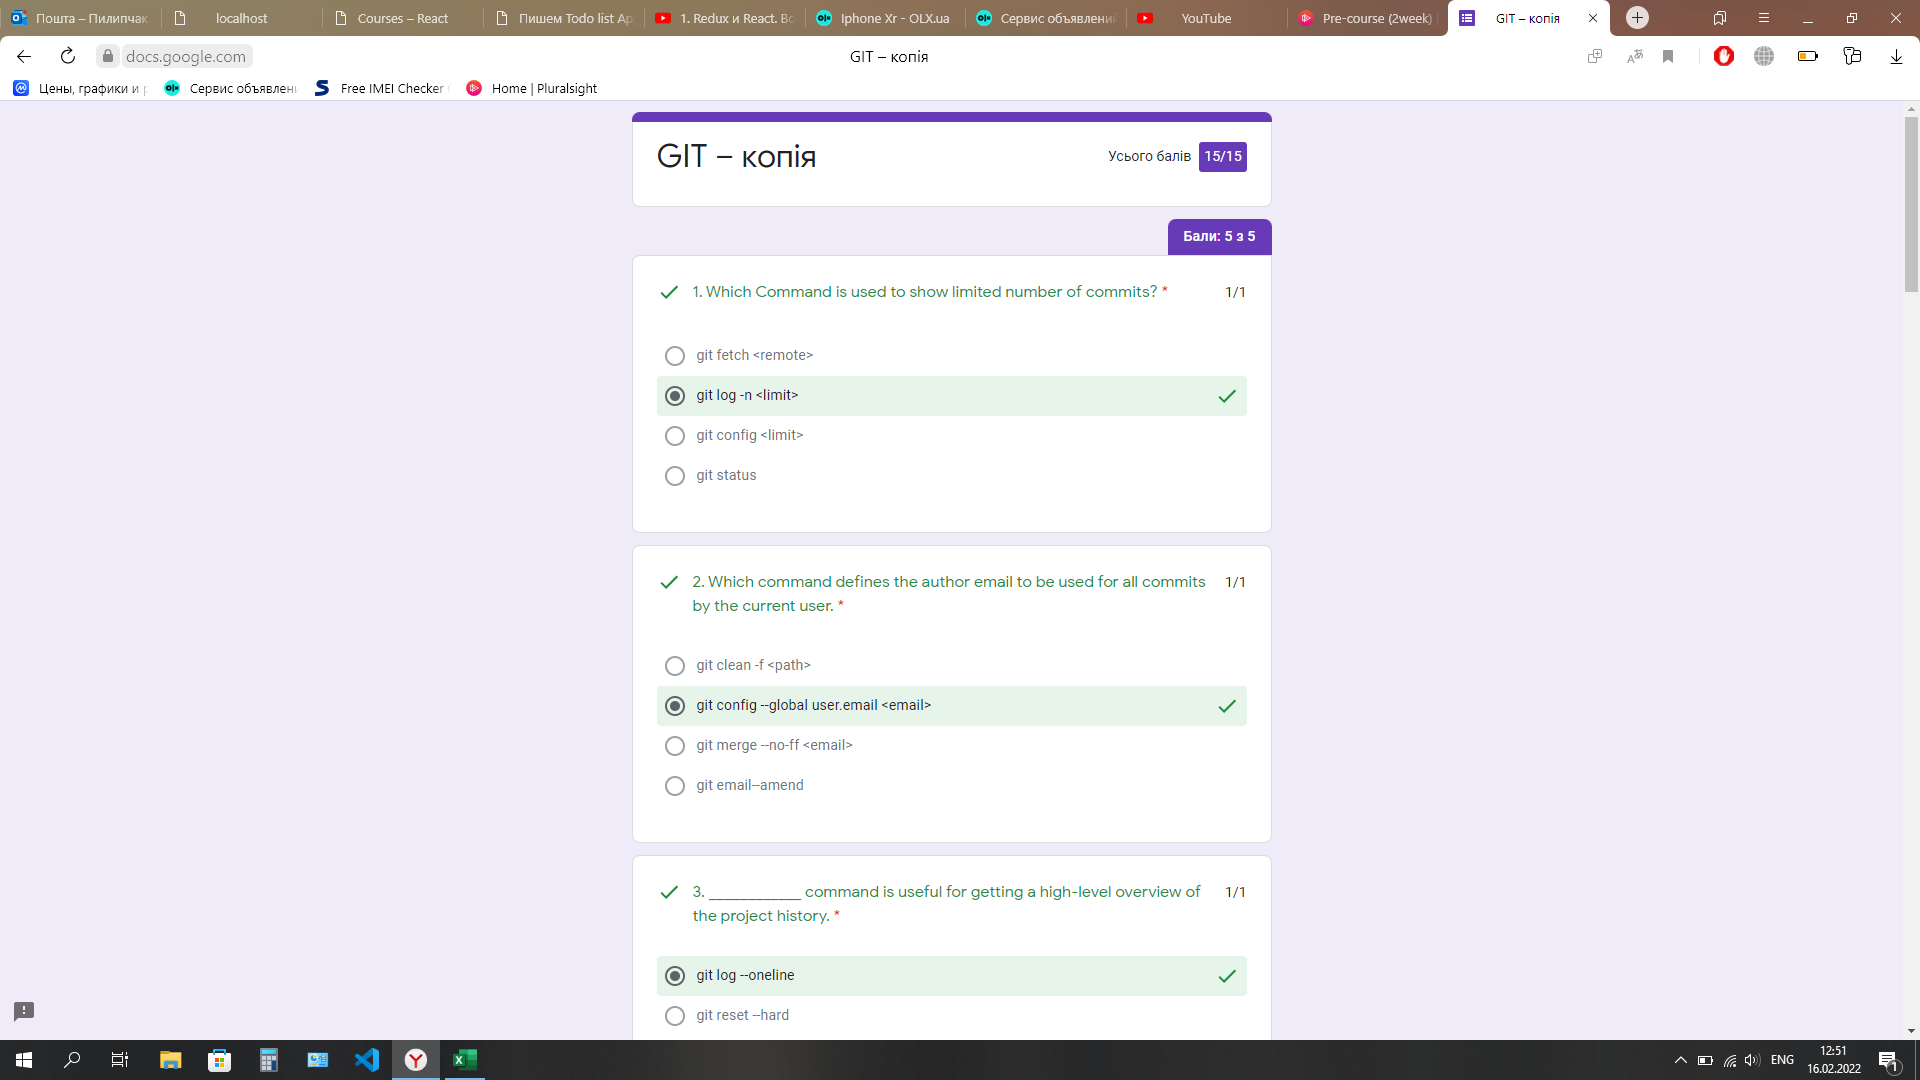 Пошта – Пилипчак
localhost
Courses – React
Пишем Todo list Ap
1. Redux и React. Вс
Iphone Xr - OLX.ua
Сервис объявлени
YouTube
Pre-course (2week) |
GIT – копія
docs.google.com
GIT – копія
Цены, графики и р
Сервис объявлени
Free IMEI Checker
Home | Pluralsight
GIT – копія
Усього балів 15/15
Бали: 5 з 5
1. Which Command is used to show limited number of commits? *
1/1
git fetch <remote>
git log -n <limit>
git config <limit>
git status
2. Which command defines the author email to be used for all commits
by the current user. *
1/1
git clean -f <path>
git config --global user.email <email>
git merge --no-ff <email>
git email--amend
3. ____________ command is useful for getting a high-level overview of
the project history. *
1/1
git log --oneline
git reset --hard
ENG
12:51
16.02.2022
1